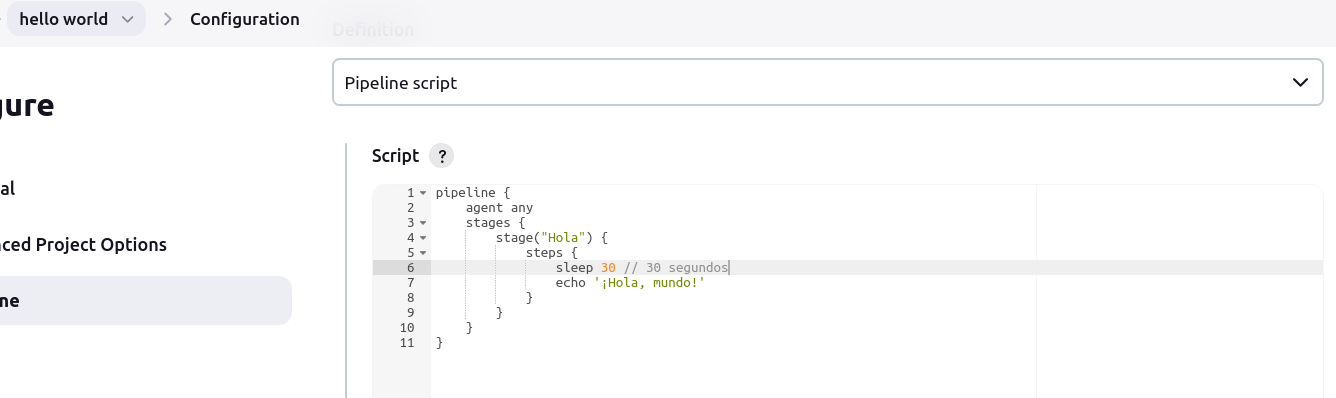 hello world
Configuration
Definition
Pipeline script
gure
Script ?
al
nced Project Options
ne
1 pipeline {
2     agent any
3     stages {
4         stage("Hola") {
5             steps {
6                 sleep 30 // 30 segundos
7                 echo '¡Hola, mundo!'
8             }
9         }
10     }
11 }